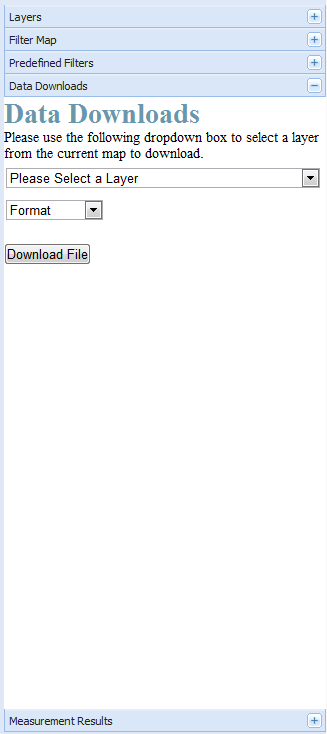 Layers
Filter Map
Predefined Filters
Data Downloads
Data Downloads
Please use the following dropdown box to select a layer
from the current map to download.
Please Select a Layer
Format
Download File
Measurement Results